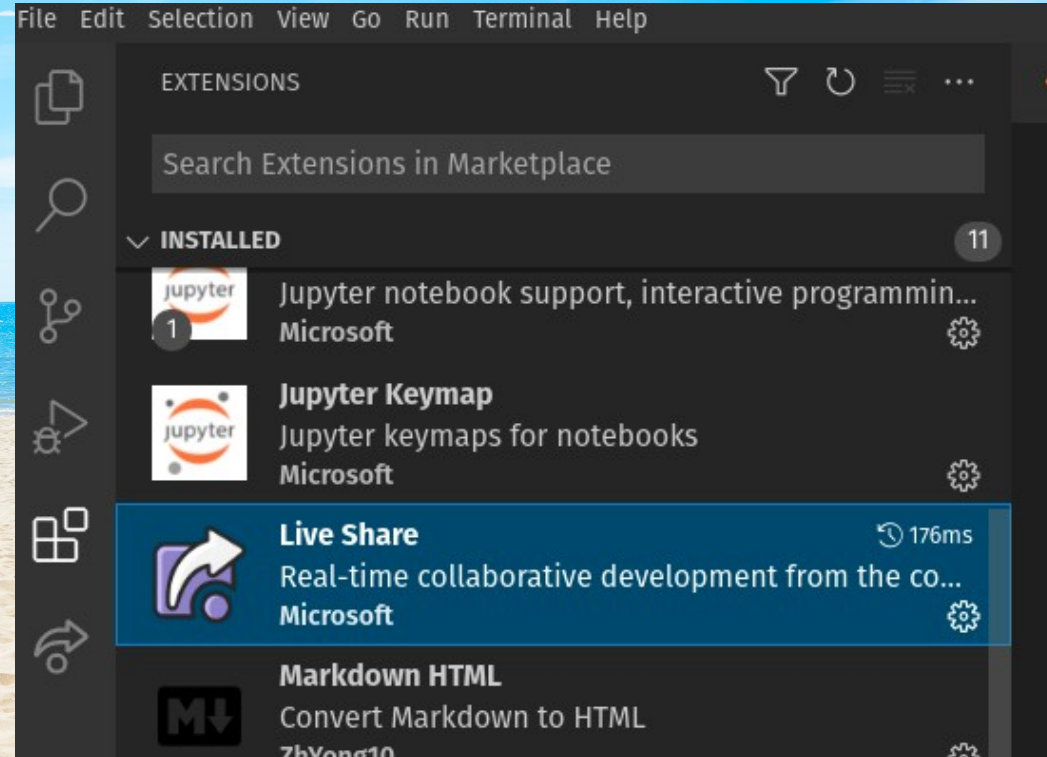 File Edit Selection View Go Run Terminal Help
EXTENSIONS
Search Extensions in Marketplace
INSTALLED 11
Jupyter
1
Jupyter notebook support, interactive programmin...
Microsoft
Jupyter
Jupyter Keymap
Jupyter keymaps for notebooks
Microsoft
Live Share 176ms
Real-time collaborative development from the co...
Microsoft
M
Markdown HTML
Convert Markdown to HTML
ZhYong10